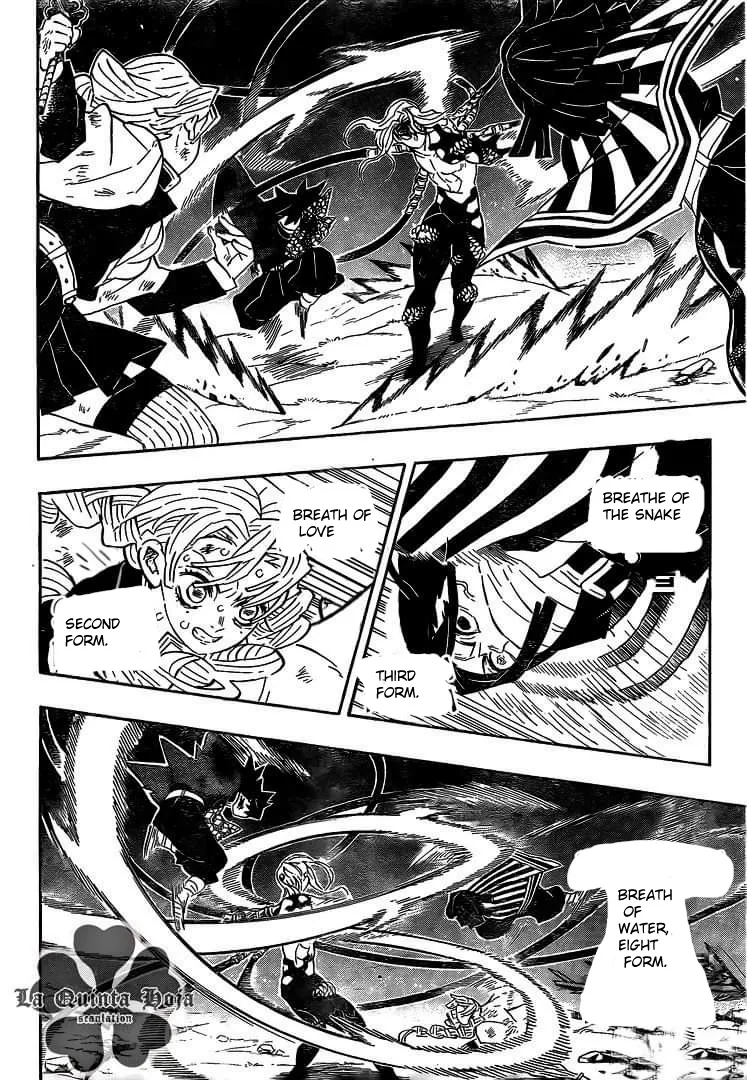 BREATHE OF
THE SNAKE
THIRD
FORM.
BREATH OF
LOVE
SECOND
FORM.
BREATH
OF
WATER,
EIGHT
FORM.
La Quinta Hoja
scanlation